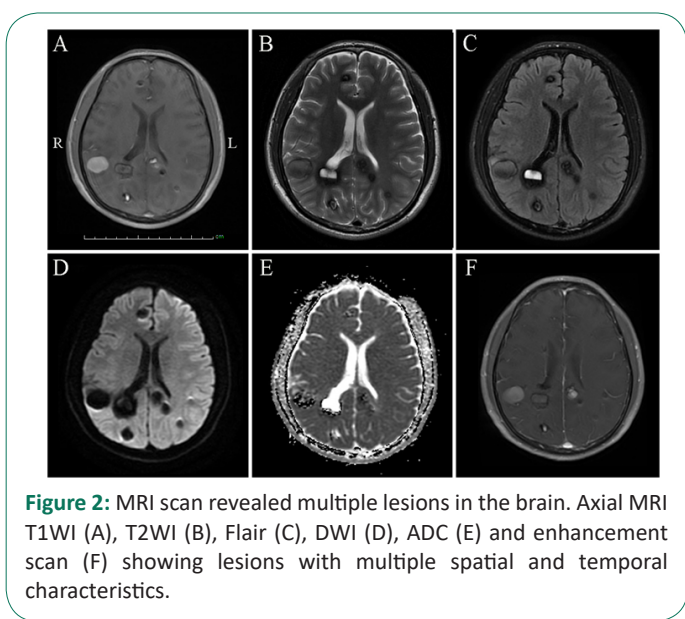 A
B
C
R
L
cm
D
E
F
Figure 2: MRI scan revealed multiple lesions in the brain. Axial MRI
T1WI (A), T2WI (B), Flair (C), DWI (D), ADC (E) and enhancement
scan (F) showing lesions with multiple spatial and temporal
characteristics.